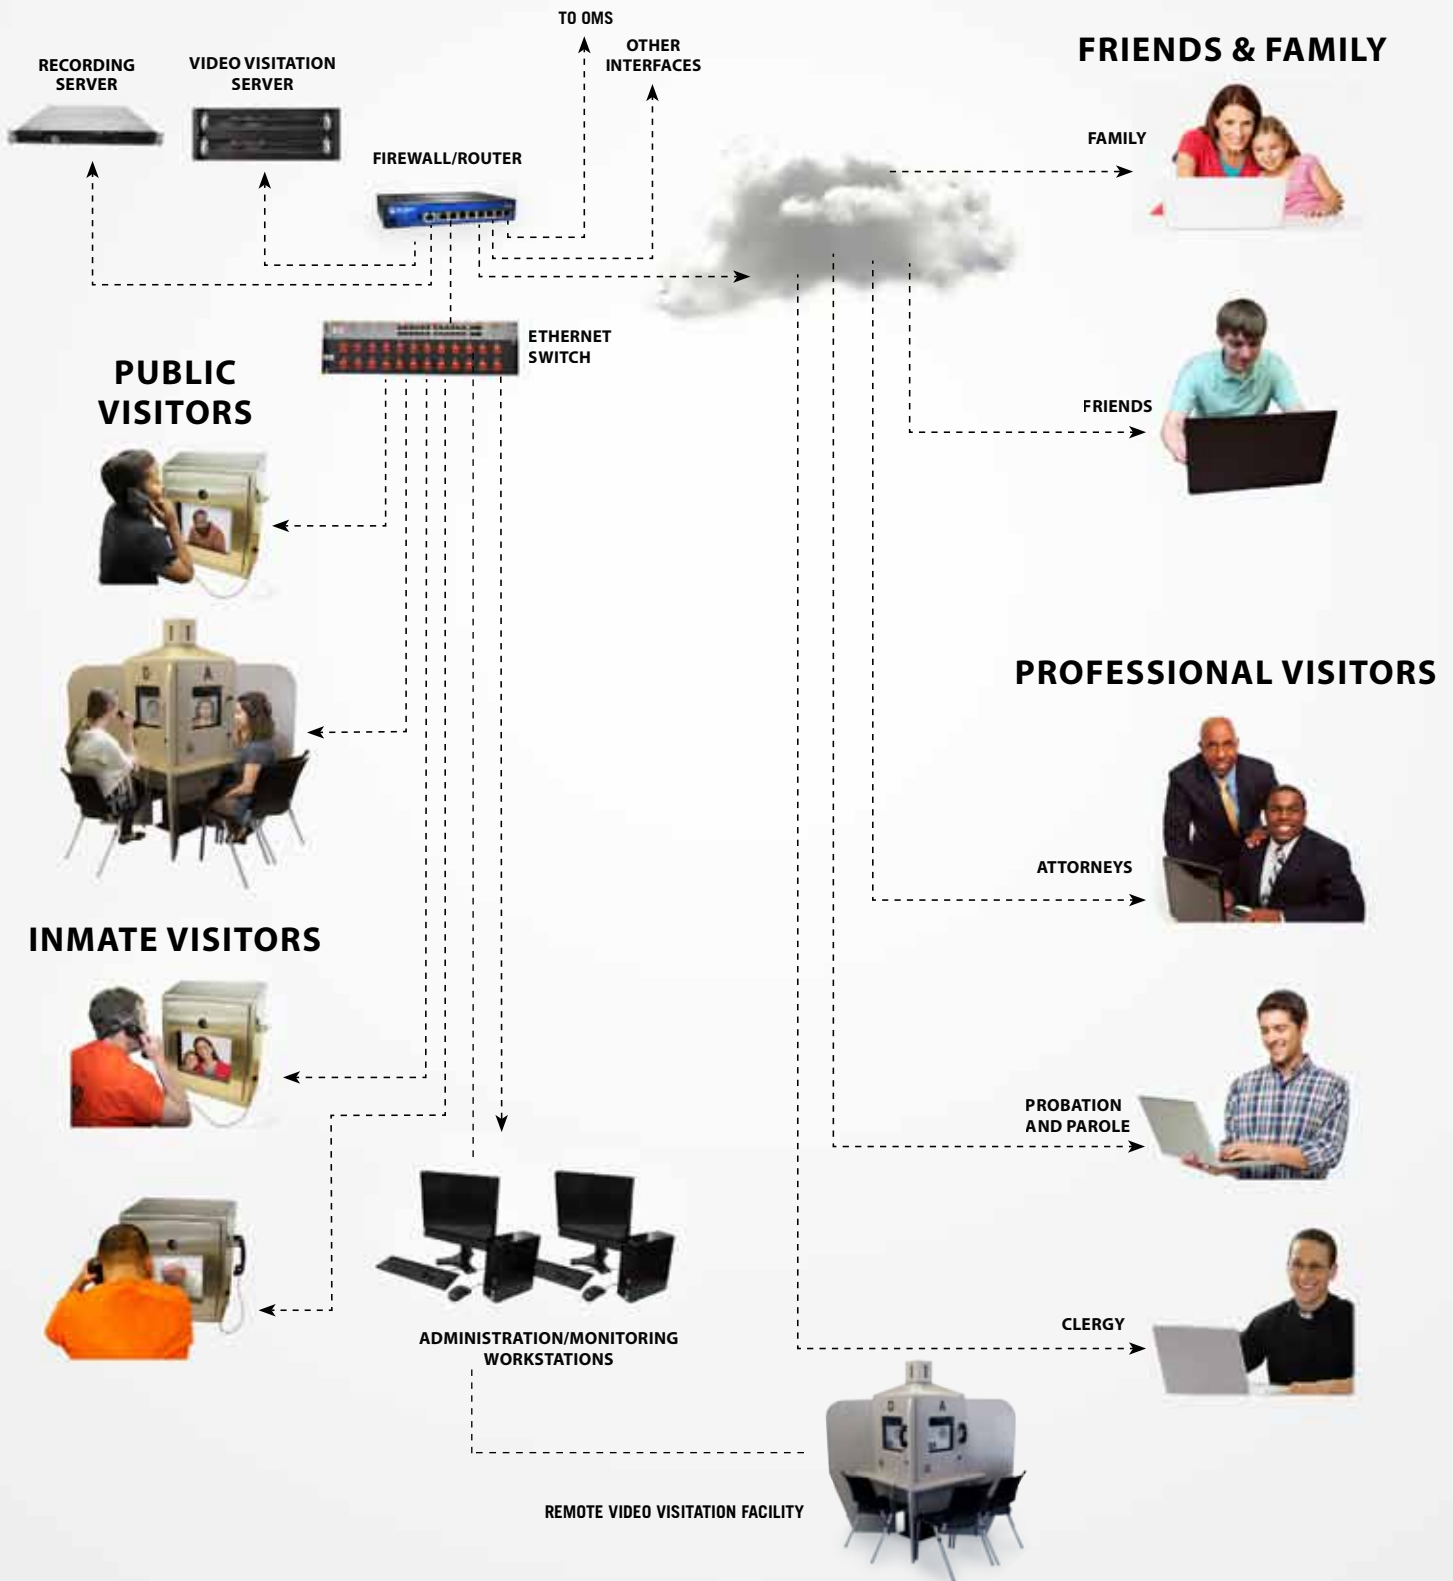 TO OMS
OTHER
INTERFACES
FRIENDS & FAMILY
RECORDING
SERVER
VIDEO VISITATION
SERVER
FIREWALL/ROUTER
FAMILY
ETHERNET
SWITCH
PUBLIC
VISITORS
FRIENDS
D
A
PROFESSIONAL VISITORS
ATTORNEYS
INMATE VISITORS
PROBATION
AND PAROLE
CLERGY
ADMINISTRATION/MONITORING
WORKSTATIONS
D
A
REMOTE VIDEO VISITATION FACILITY